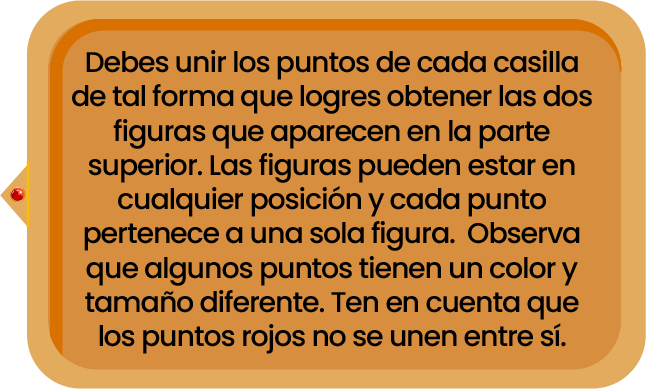 Debes unir los puntos de cada casilla
de tal forma que logres obtener las dos
figuras que aparecen en la parte
superior. Las figuras pueden estar en
cualquier posición y cada punto
pertenece a una sola figura.  Observa
que algunos puntos tienen un color y
tamaño diferente. Ten en cuenta que
los puntos rojos no se unen entre sí.